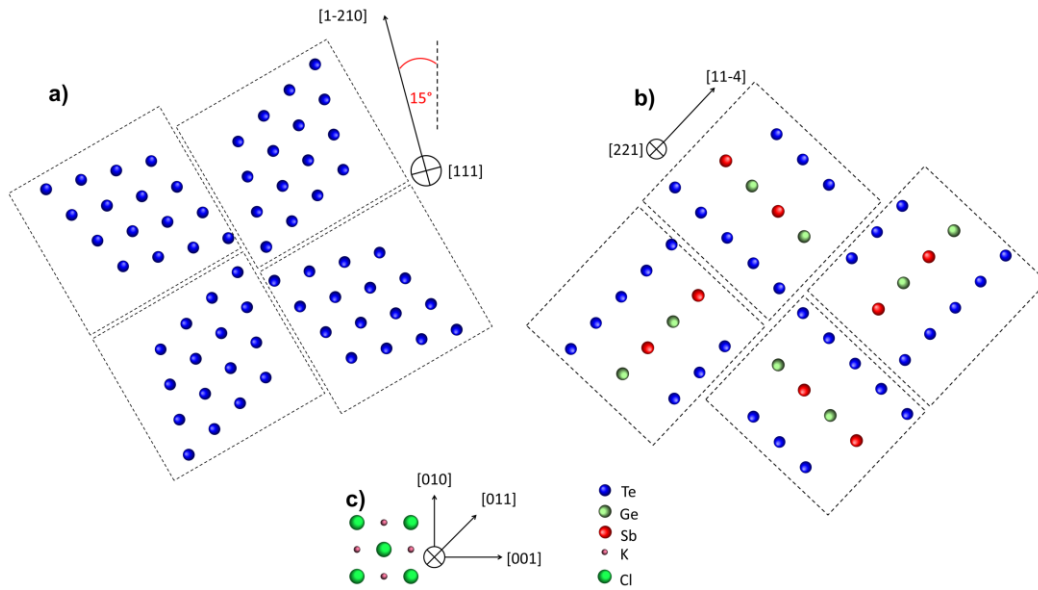 [1-210]
a)
15°
[111]
[11-4]
b)
[221]
c)
[010]
[011]
[001]
Te
Ge
Sb
K
Cl